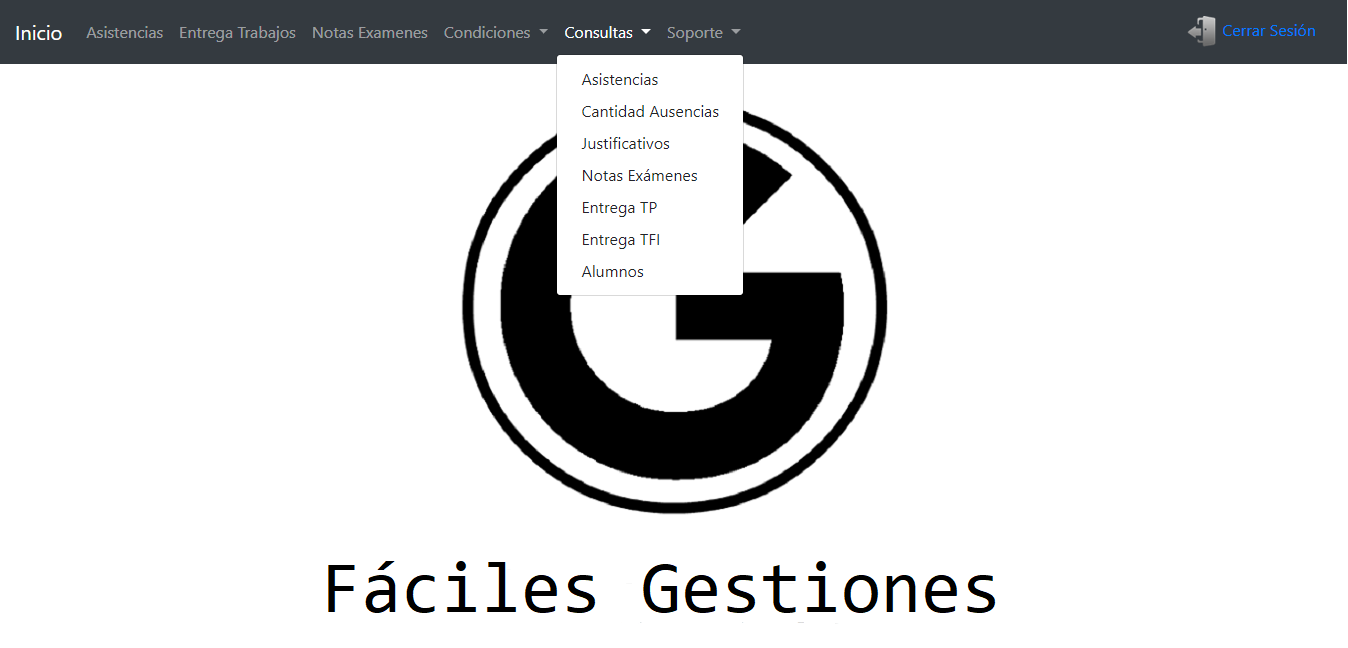 Inicio Asistencias Entrega Trabajos Notas Examenes Condiciones Consultas Soporte Cerrar Sesión
Asistencias
Cantidad Ausencias
Justificativos
Notas Exámenes
Entrega TP
Entrega TFI
Alumnos
G
Fáciles Gestiones